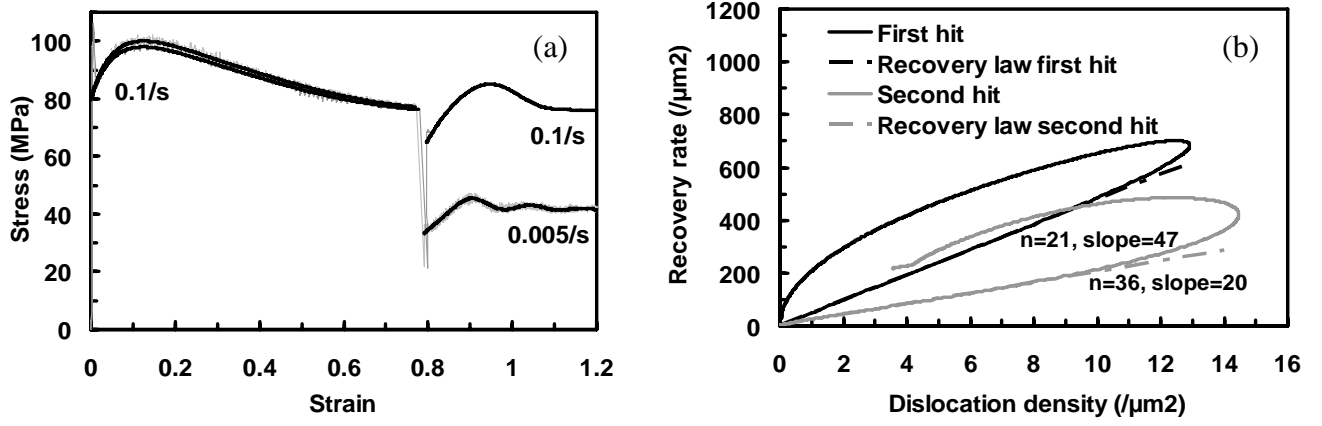 100
80
60
40
20
0
Stress (MPa)
(a)
0.1/s
0.1/s
0.005/s
0 0.2 0.4 0.6 0.8 1 1.2
Strain
1200
1000
800
600
400
200
0
Recovery rate (/μm2)
(b)
First hit
Recovery law first hit
Second hit
Recovery law second hit
n=21, slope=47
n=36, slope=20
0 2 4 6 8 10 12 14 16
Dislocation density (/μm2)